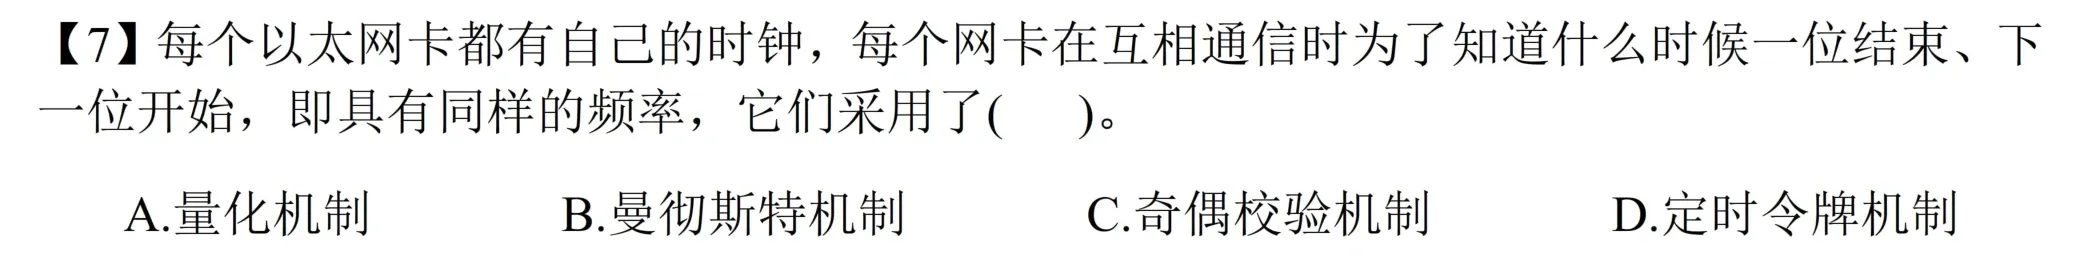 【7】每个以太网卡都有自己的时钟，每个网卡在互相通信时为了知道什么时候一位结束、下
一位开始，即具有同样的频率，它们采用了(    )。
A.量化机制    B.曼彻斯特机制    C.奇偶校验机制    D.定时令牌机制